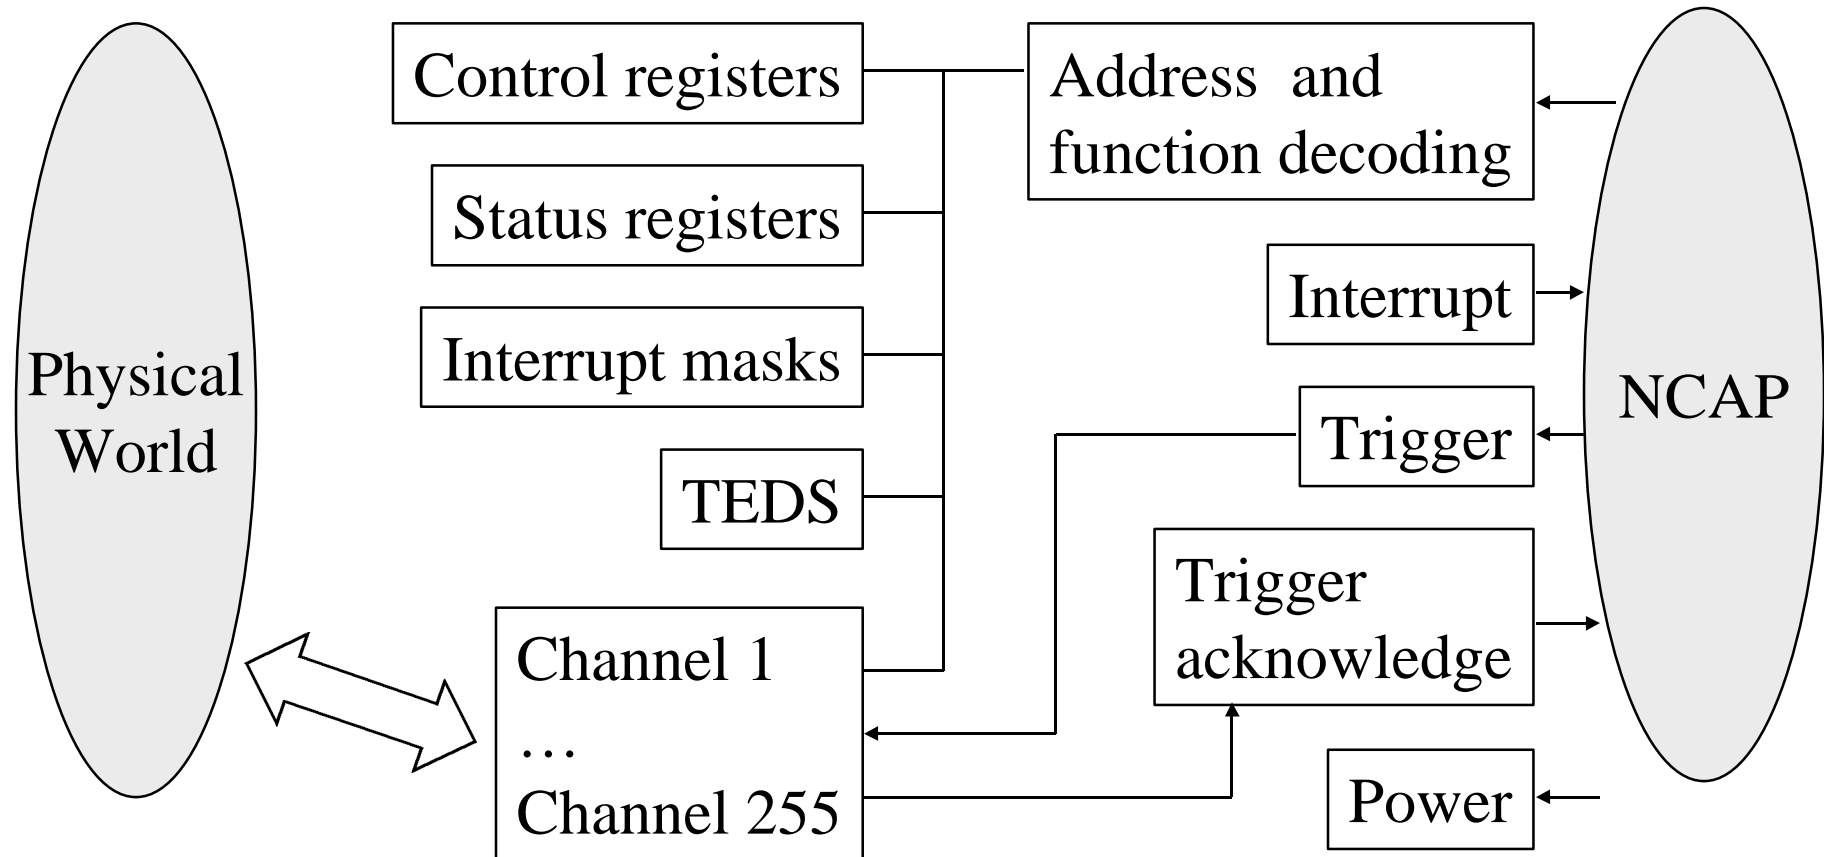 Control registers
Address and
function decoding
Status registers
Interrupt
Interrupt masks
Physical
World
NCAP
Trigger
TEDS
Trigger
acknowledge
Channel 1
…
Channel 255
Power